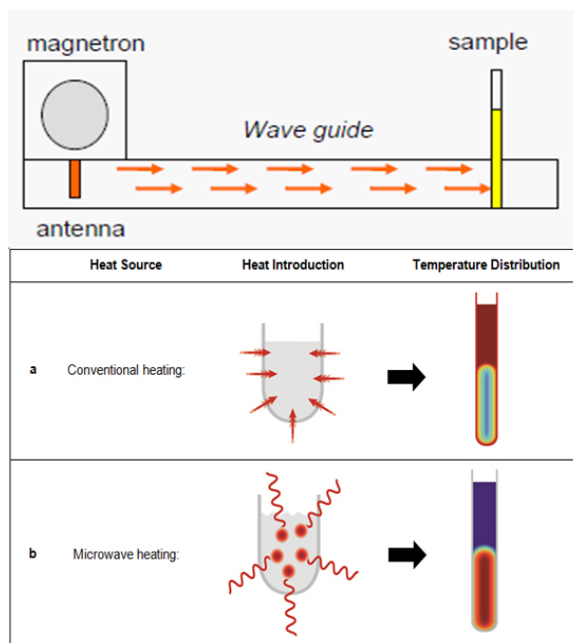 magnetron
sample
Wave guide
antenna
Heat Source Heat Introduction Temperature Distribution
a Conventional heating:
b Microwave heating: